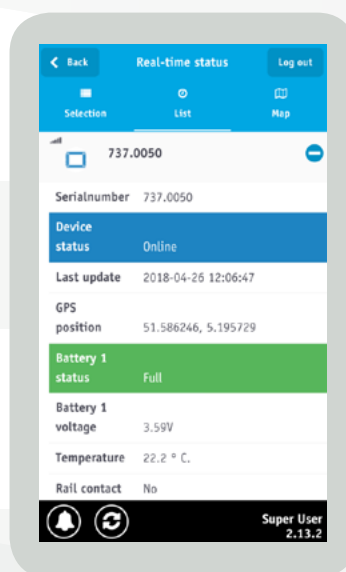 Back Real-time status Log out
Selection List Map
737.0050
Serialnumber 737.0050
Device
status Online
Last update 2018-04-26 12:06:47
GPS
position 51.586246, 5.195729
Battery 1
status Full
Battery 1
voltage 3.59V
Temperature 22.2 ° C.
Rail contact No
Super User
2.13.2